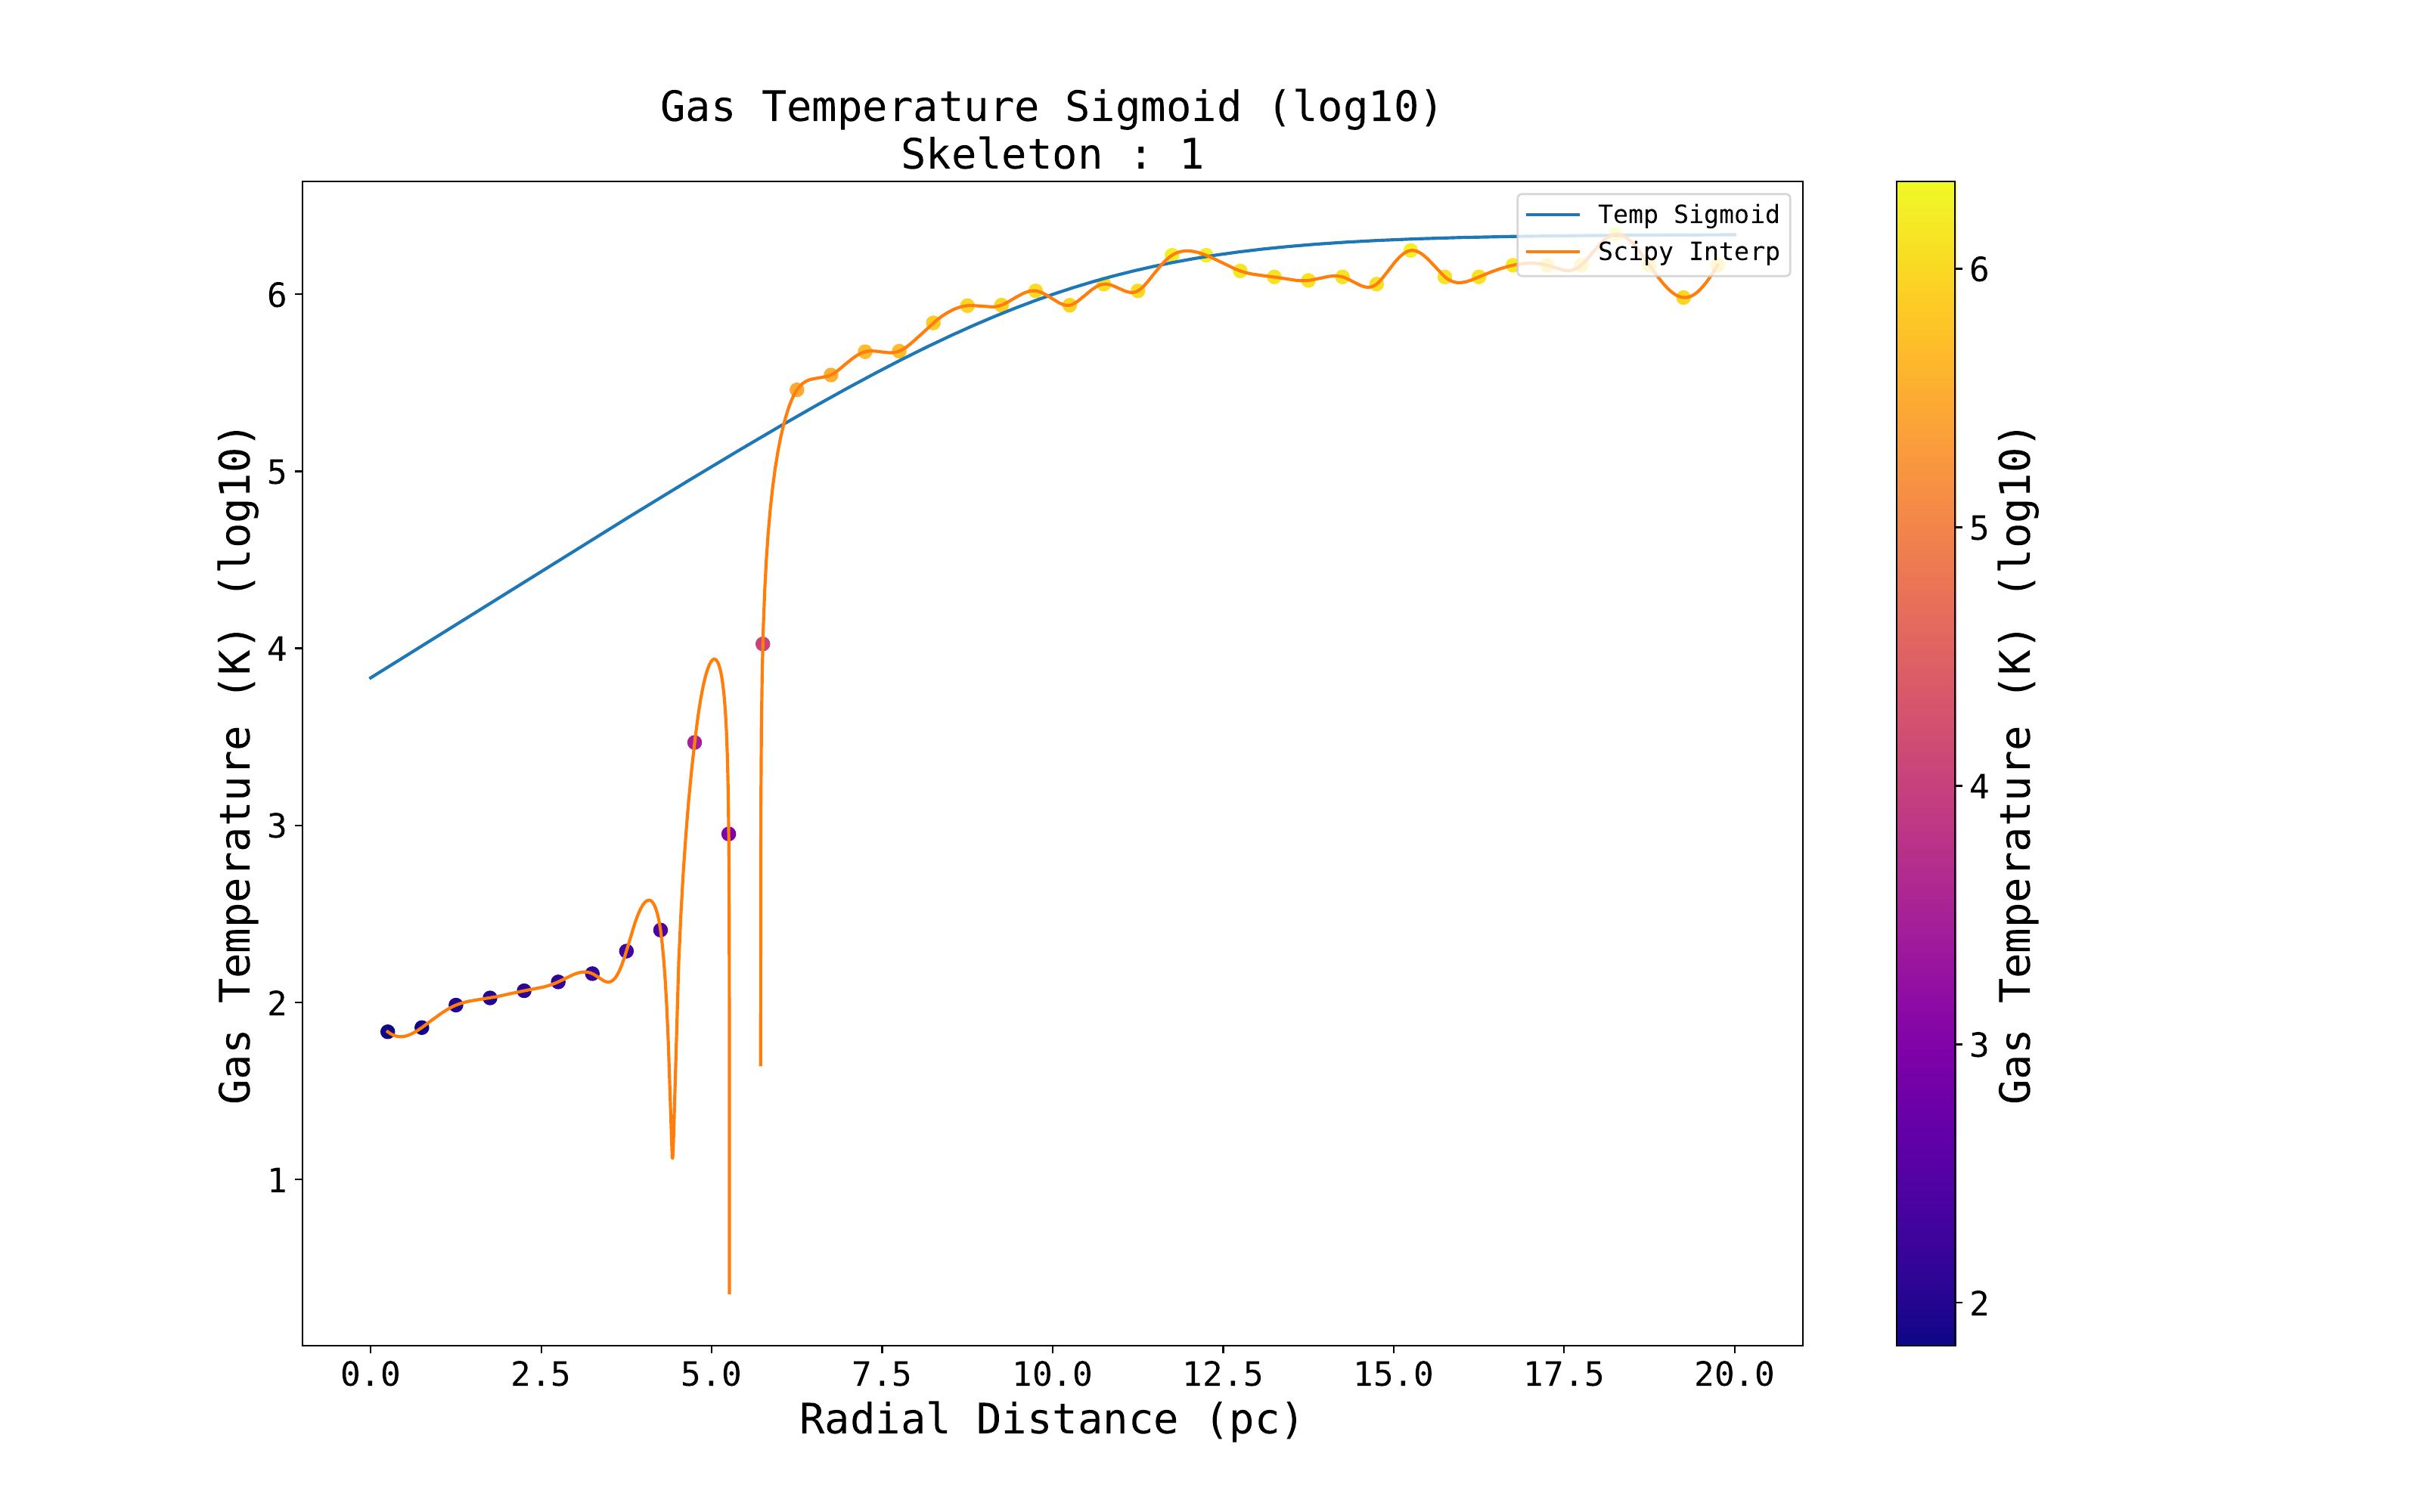 Gas Temperature Sigmoid (log10)
Skeleton : 1
Temp Sigmoid
Scipy Interp
Gas Temperature (K) (log10)
6
5
4
3
2
1
0.0 2.5 5.0 7.5 10.0 12.5 15.0 17.5 20.0
Radial Distance (pc)
6
5
4
3
2
Gas Temperature (K) (log10)